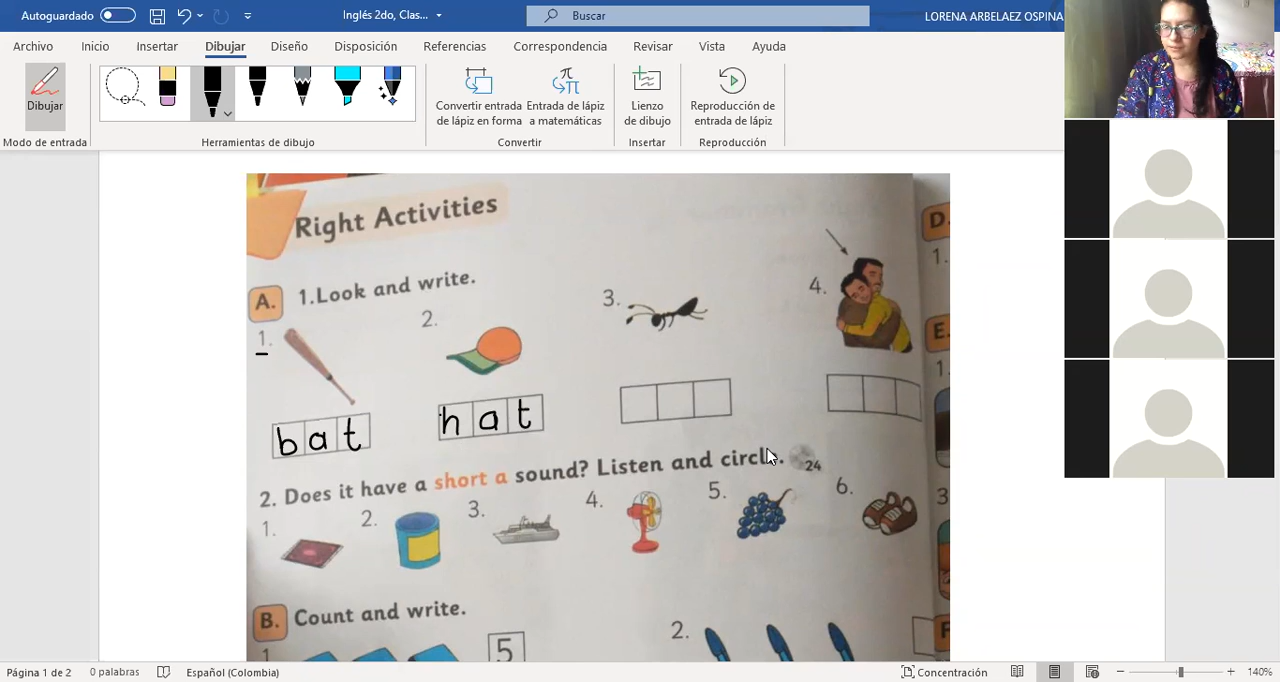 Autoguardado
Inglés 2do, Clas...
Buscar
LORENA ARBELAEZ OSPINA
Archivo Inicio Insertar Dibujar Diseño Disposición Referencias Correspondencia Revisar Vista Ayuda
Dibujar
Convertir entrada de lápiz en forma
Entrada de lápiz a matemáticas
Lienzo de dibujo
Reproducción de entrada de lápiz
Modo de entrada
Herramientas de dibujo
Convertir
Insertar
Reproducción
Right Activities
A. 1.Look and write.
1. 2. 3. 4.
bat hat
2. Does it have a short a sound? Listen and circle. 24
1. 2. 3. 4. 5. 6.
B. Count and write.
1. 5 2.
D.
1.
E.
1.
3
F
Página 1 de 2 0 palabras Español (Colombia) Concentración 140%